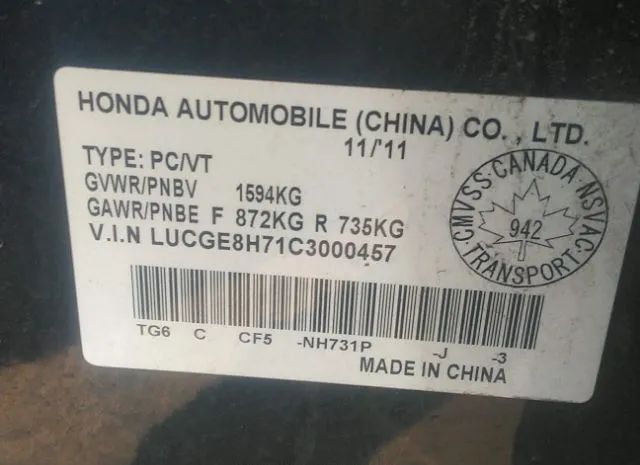 HONDA AUTOMOBILE (CHINA) CO., LTD.
11/'11
TYPE: PC/VT
GVWR/PNBV 1594KG
GAWR/PNBE F 872KG R 735KG
V.I.N LUCGE8H71C3000457
CMVSS·CANADA·NSVAC·TRANSPORT·
942
TG6 C CF5 -NH731P -J -3
MADE IN CHINA